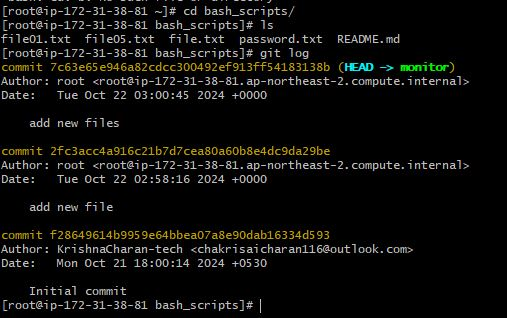 [root@ip-172-31-38-81 ~]# cd bash_scripts/
[root@ip-172-31-38-81 bash_scripts]# ls
file01.txt file05.txt file.txt password.txt README.md
[root@ip-172-31-38-81 bash_scripts]# git log
commit 7c63e65e946a82cdcc300492ef913ff54183138b (HEAD -> monitor)
Author: root <root@ip-172-31-38-81.ap-northeast-2.compute.internal>
Date: Tue Oct 22 03:00:45 2024 +0000
add new files
commit 2fc3acc4a916c21b7d7cea80a60b8e4dc9da29be
Author: root <root@ip-172-31-38-81.ap-northeast-2.compute.internal>
Date: Tue Oct 22 02:58:16 2024 +0000
add new file
commit f28649614b9959e64bbea07a8e90dab16334d593
Author: KrishnaCharan-tech <chakrisaicharan116@outlook.com>
Date: Mon Oct 21 18:00:14 2024 +0530
Initial commit
[root@ip-172-31-38-81 bash_scripts]#